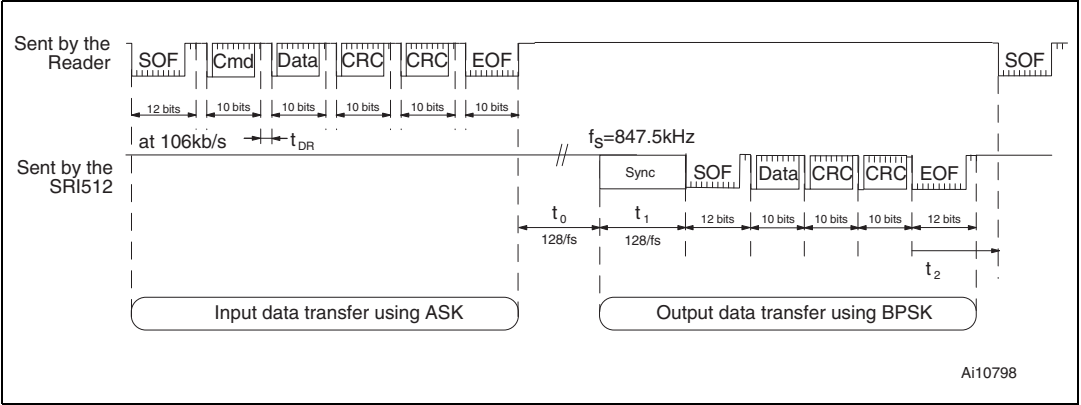 Sent by the
Reader
SOF Cmd Data CRC CRC EOF SOF
12 bits 10 bits 10 bits 10 bits 10 bits 10 bits
at 106kb/s tDR fs=847.5kHz
Sent by the
SRI512
Sync SOF Data CRC CRC EOF
t0 t1 12 bits 10 bits 10 bits 10 bits 12 bits
128/fs 128/fs
t2
Input data transfer using ASK Output data transfer using BPSK
Ai10798